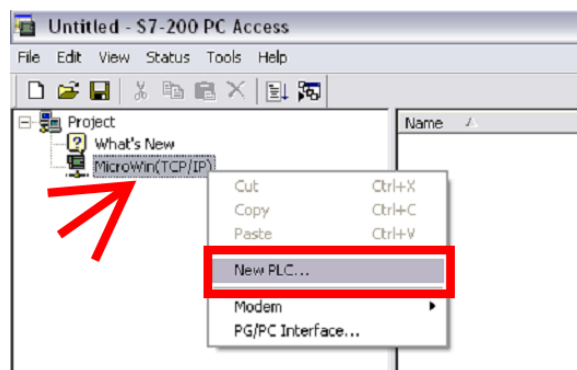 Untitled - S7-200 PC Access
File Edit View Status Tools Help
Project
Name
What's New
MicroWin(TCP/IP)
Cut Ctrl+X
Copy Ctrl+C
Paste Ctrl+V
New PLC...
Modem
PG/PC Interface...